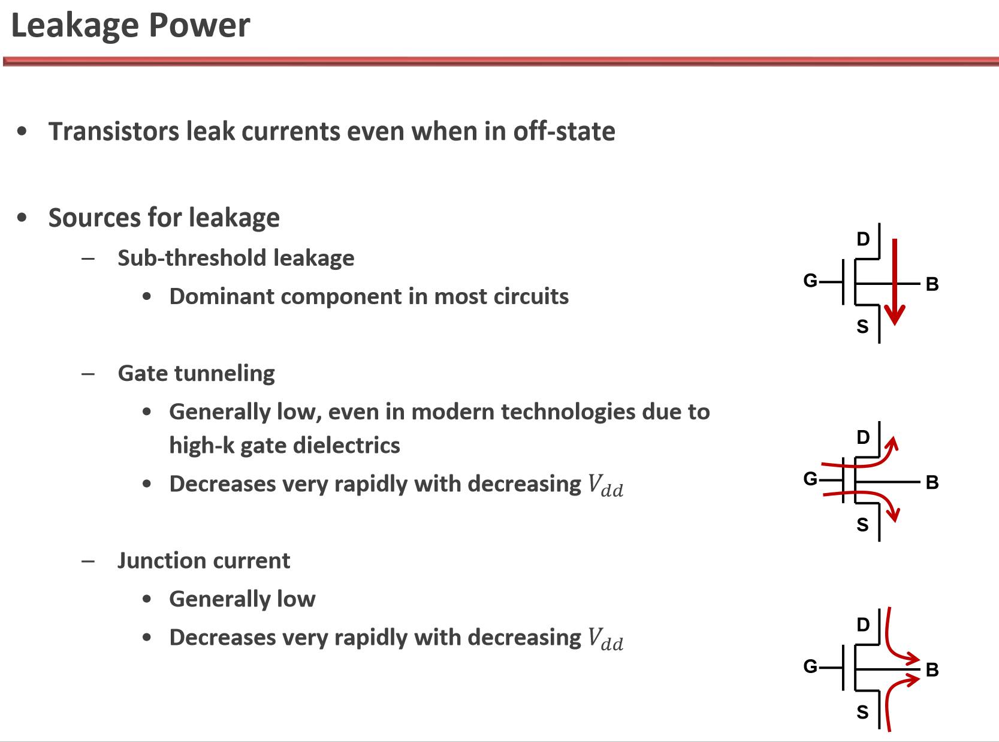 Leakage Power
• Transistors leak currents even when in off-state
• Sources for leakage
– Sub-threshold leakage
• Dominant component in most circuits
D
G
B
S
– Gate tunneling
• Generally low, even in modern technologies due to
high-k gate dielectrics
• Decreases very rapidly with decreasing V_{dd}
D
G
B
S
– Junction current
• Generally low
• Decreases very rapidly with decreasing V_{dd}
D
G
B
S